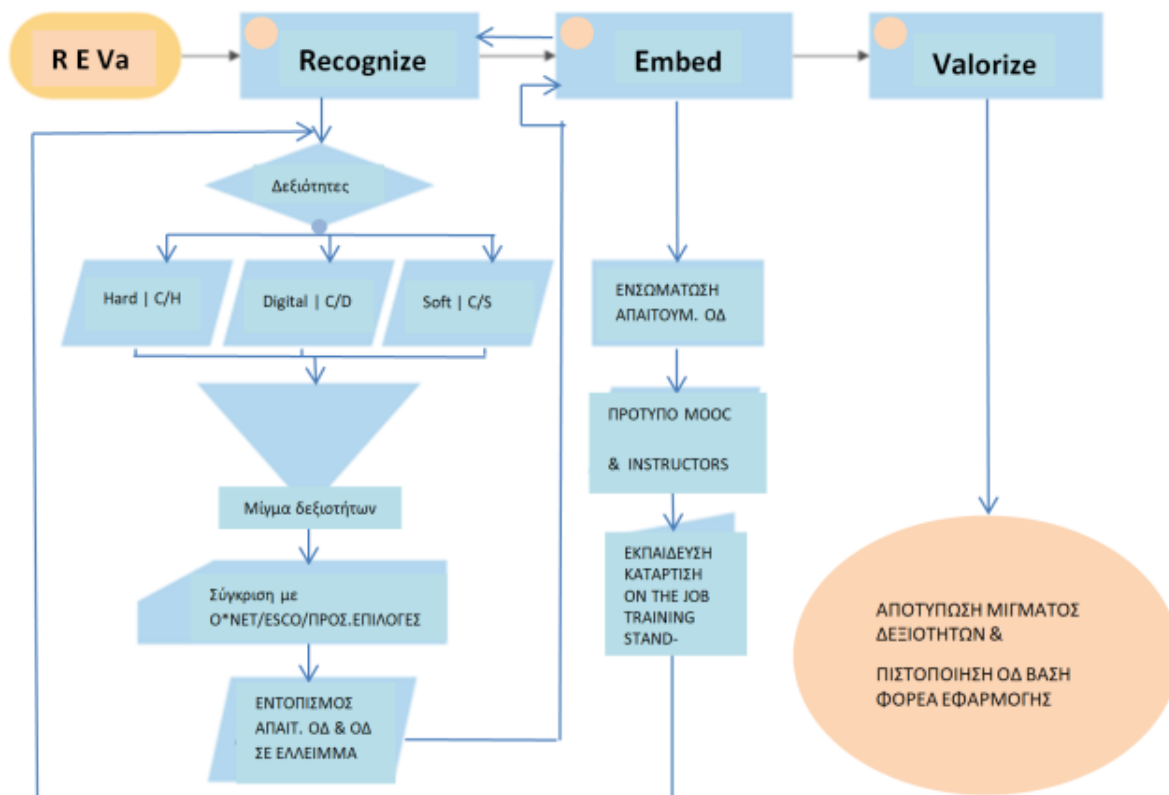 R E Va
Recognize
Embed
Valorize
Δεξιότητες
Hard | C/H
Digital | C/D
Soft | C/S
Μίγμα δεξιοτήτων
Σύγκριση με
O*NET/ESCO/ΠΡΟΣ.ΕΠΙΛΟΓΕΣ
ΕΝΤΟΠΙΣΜΟΣ
ΑΠΑΙΤ. ΟΔ & ΟΔ
ΣΕ ΕΛΛΕΙΜΜΑ
ΕΝΣΩΜΑΤΩΣΗ
ΑΠΑΙΤΟΥΜ. ΟΔ
ΠΡΟΤΥΠΟ MOOC
& INSTRUCTORS
ΕΚΠΑΙΔΕΥΣΗ
ΚΑΤΑΡΤΙΣΗ
ON THE JOB
TRAINING
STAND-
ΑΠΟΤΥΠΩΣΗ ΜΙΓΜΑΤΟΣ
ΔΕΞΙΟΤΗΤΩΝ &
ΠΙΣΤΟΠΟΙΗΣΗ ΟΔ ΒΑΣΗ
ΦΟΡΕΑ ΕΦΑΡΜΟΓΗΣ